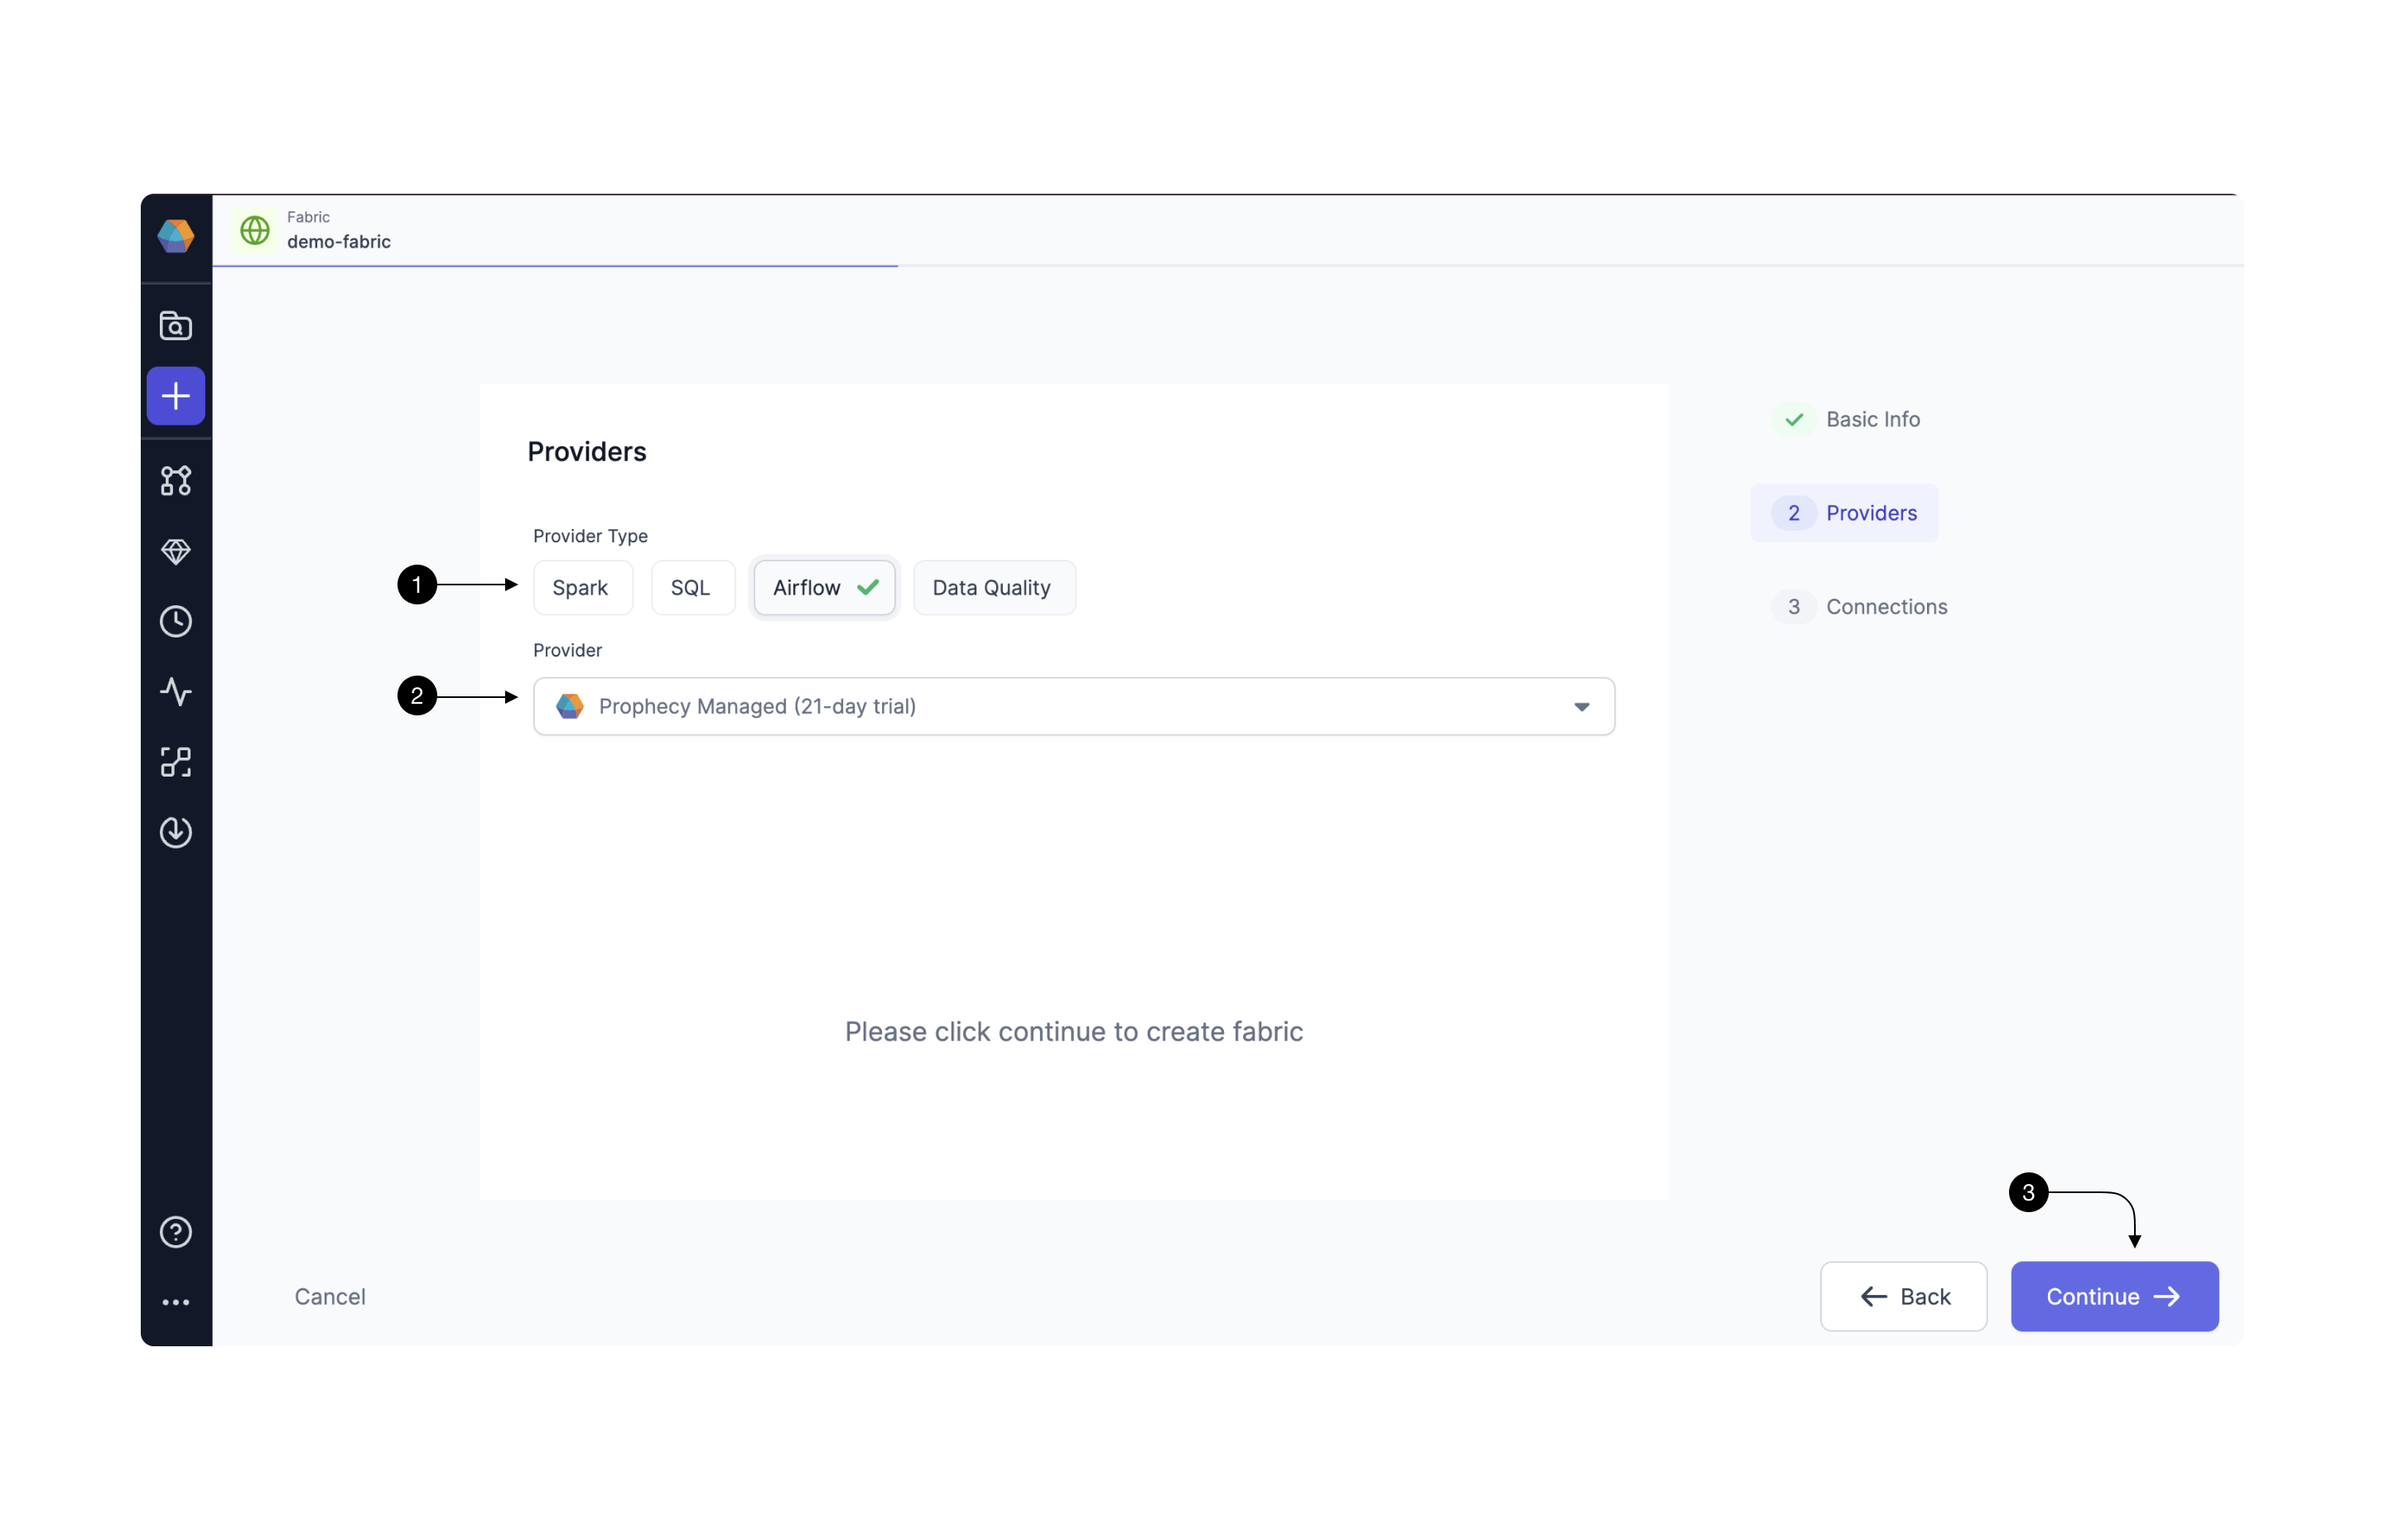 Fabric
demo-fabric
Providers
Basic Info
2 Providers
3 Connections
Provider Type
1
Spark SQL Airflow Data Quality
Provider
2
Prophecy Managed (21-day trial)
Please click continue to create fabric
3
Cancel
Back Continue